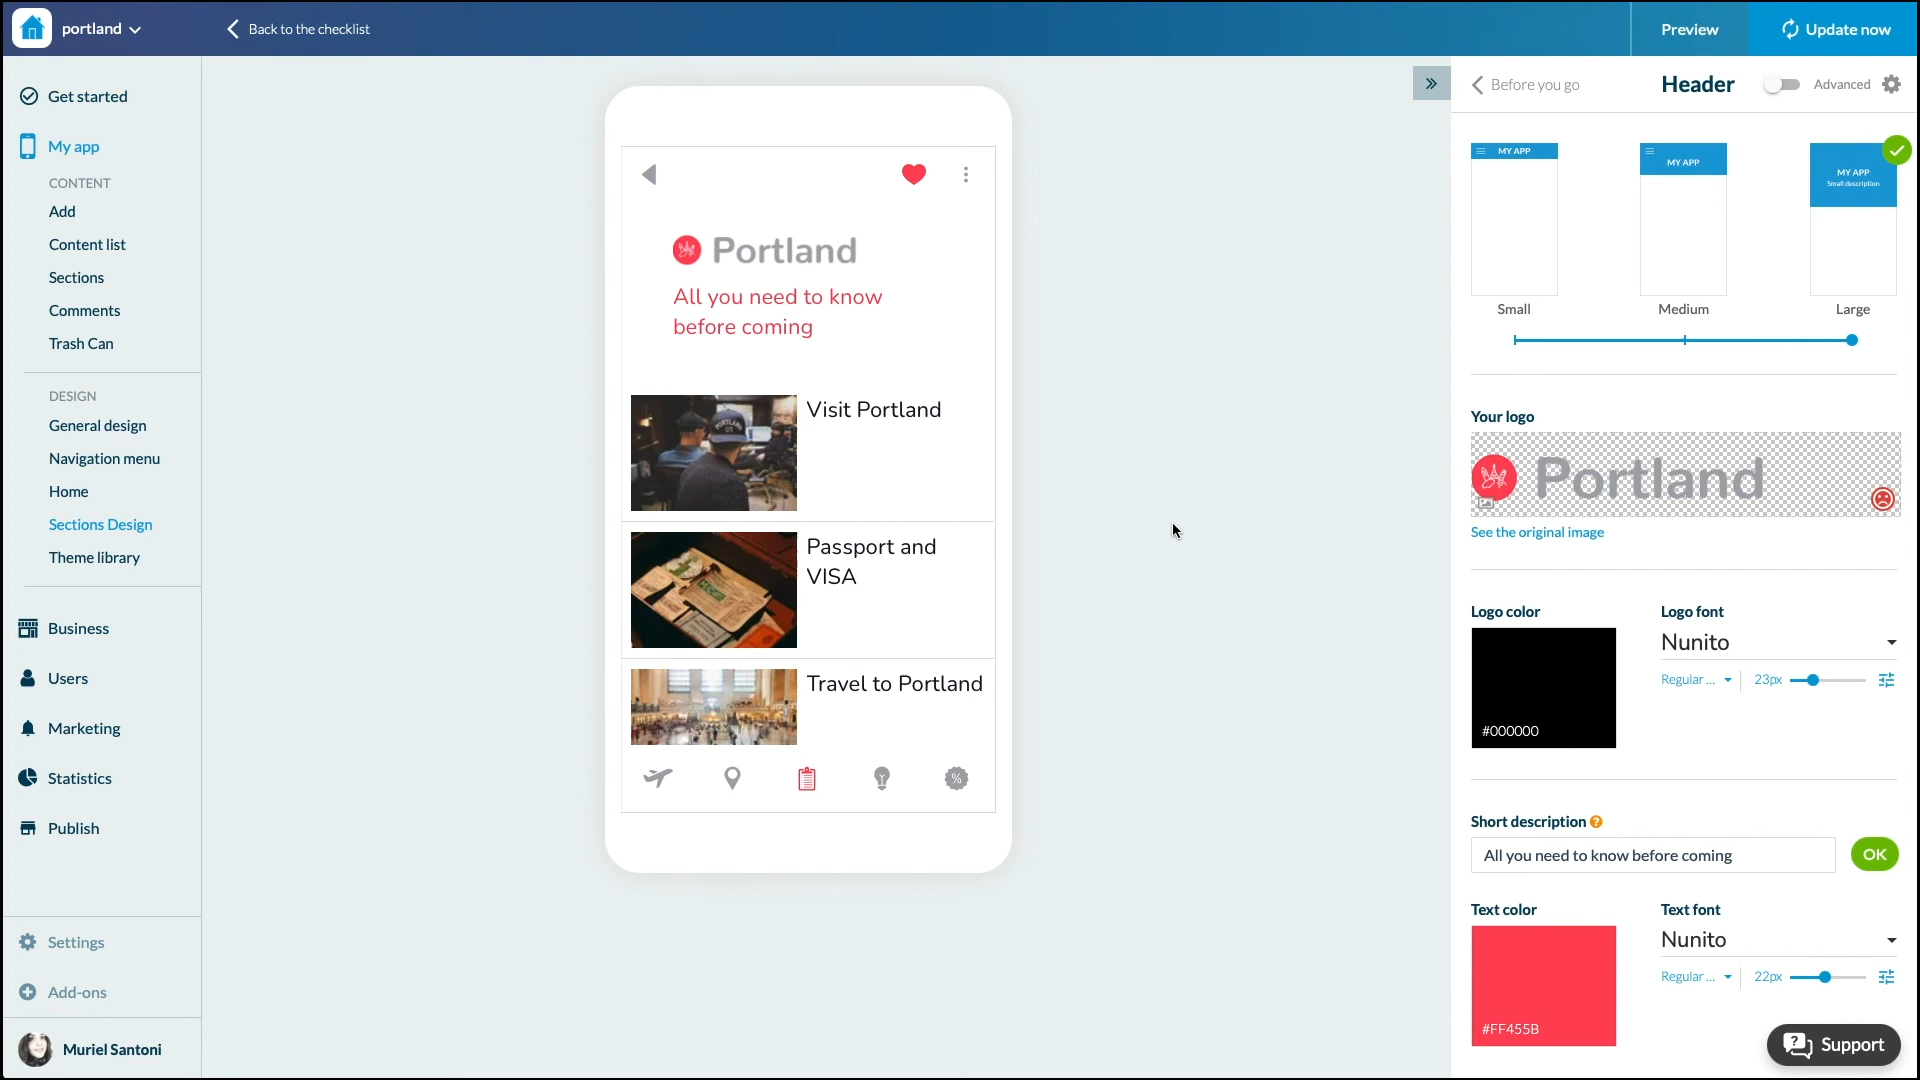 portland
Back to the checklist
Preview
Update now
Get started
My app
CONTENT
Add
Content list
Sections
Comments
Trash Can
DESIGN
General design
Navigation menu
Home
Sections Design
Theme library
Business
Users
Marketing
Statistics
Publish
Settings
Add-ons
Muriel Santoni
Portland
All you need to know
before coming
Visit Portland
PORTLAND
Passport and
VISA
Travel to Portland
%
»
Before you go
Header
Advanced
MY APP
MY APP
MY APP
Small description
Small
Medium
Large
Your logo
Portland
See the original image
Logo color
#000000
Logo font
Nunito
Regular ...
23px
Short description
All you need to know before coming
OK
Text color
#FF455B
Text font
Nunito
Regular ...
22px
Support